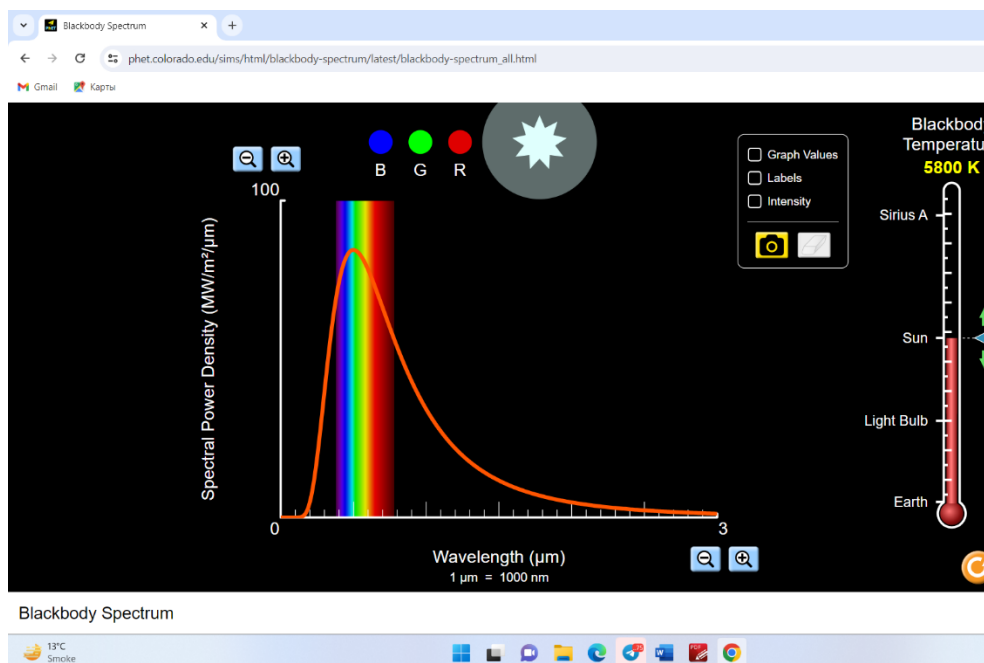 Blackbody Spectrum
phet.colorado.edu/sims/html/blackbody-spectrum/latest/blackbody-spectrum_all.html
Gmail Карты
B G R
100
Spectral Power Density (MW/m²/μm)
0
3
Wavelength (μm)
1 μm = 1000 nm
Graph Values
Labels
Intensity
Blackbod
Temperatu
5800 K
Sirius A
Sun
Light Bulb
Earth
Blackbody Spectrum
13°C
Smoke